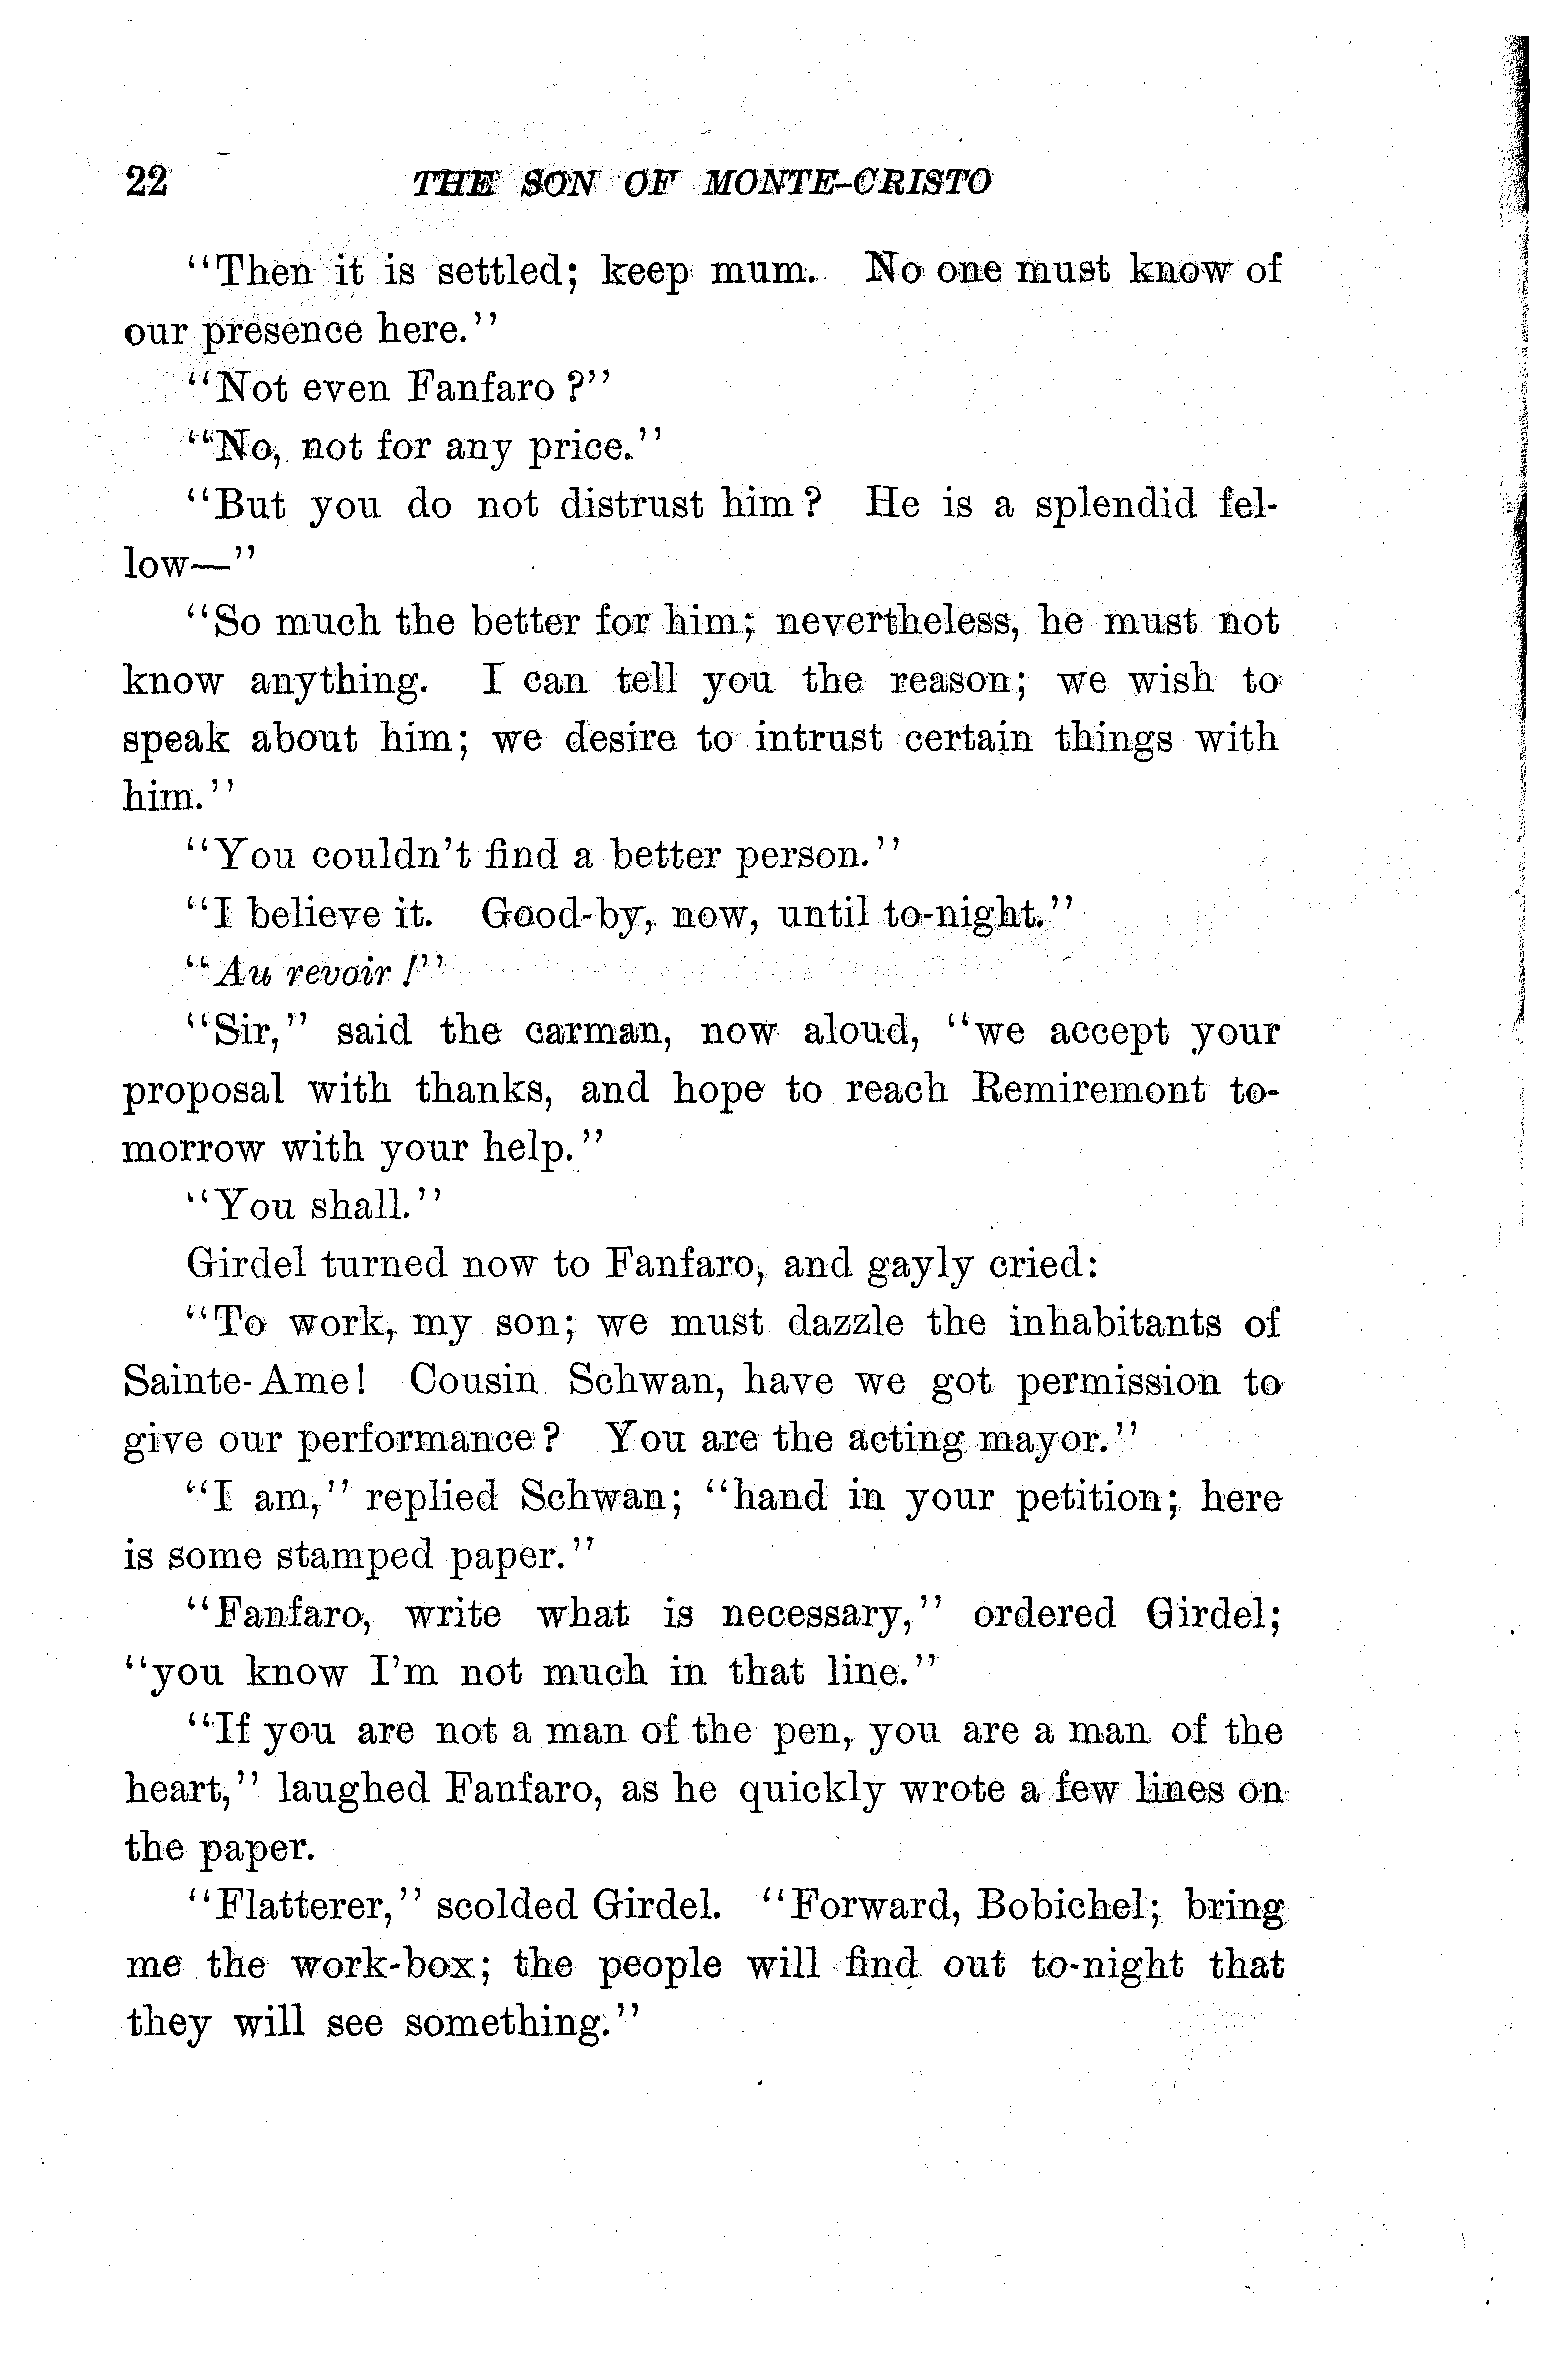 22 THE SON OF MONTE-CRISTO
"Then it is settled; keep mum. No one must know of
our presence here."
"Not even Fanfaro?"
"No, not for any price."
"But you do not distrust him? He is a splendid fel-
low—"
"So much the better for him; nevertheless, he must not
know anything. I can tell you the reason; we wish to
speak about him; we desire to intrust certain things with
him."
"You couldn't find a better person."
"I believe it. Good-by, now, until to-night."
"Au revoir!"
"Sir," said the carman, now aloud, "we accept your
proposal with thanks, and hope to reach Remiremont to-
morrow with your help."
"You shall."
Girdel turned now to Fanfaro, and gayly cried:
"To work, my son; we must dazzle the inhabitants of
Sainte-Ame! Cousin Schwan, have we got permission to
give our performance? You are the acting mayor."
"I am," replied Schwan; "hand in your petition; here
is some stamped paper."
"Fanfaro, write what is necessary," ordered Girdel;
"you know I'm not much in that line."
"If you are not a man of the pen, you are a man of the
heart," laughed Fanfaro, as he quickly wrote a few lines on
the paper.
"Flatterer," scolded Girdel. "Forward, Bobichel; bring
me the work-box; the people will find out to-night that
they will see something."